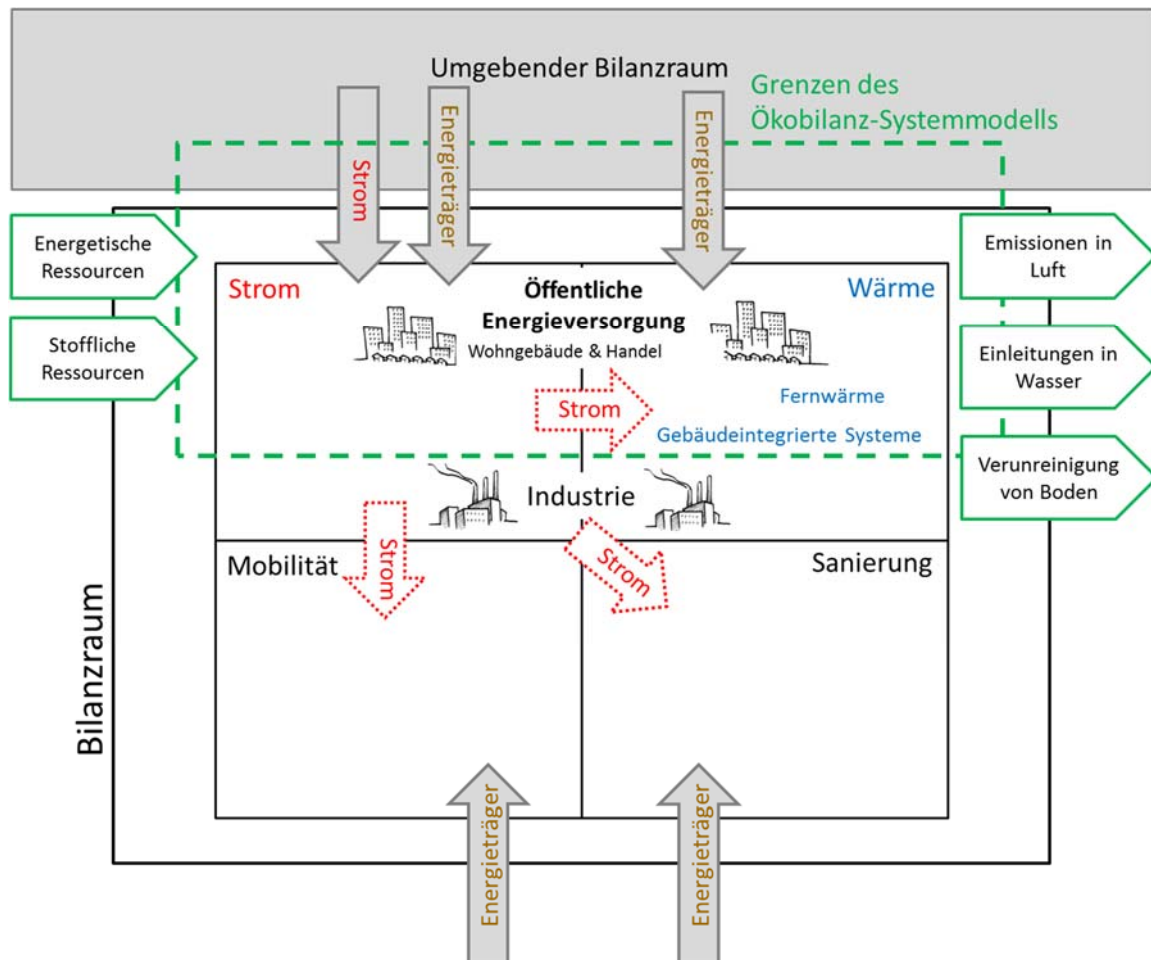 Umgebender Bilanzraum
Grenzen des
Ökobilanz-Systemmodells
Strom
Energieträger
Energieträger
Energetische
Ressourcen
Stoffliche
Ressourcen
Emissionen in
Luft
Einleitungen in
Wasser
Verunreinigung
von Boden
Strom
Öffentliche
Energieversorgung
Wohngebäude & Handel
Wärme
Strom
Fernwärme
Gebäudeintegrierte Systeme
Industrie
Strom
Strom
Mobilität
Sanierung
Bilanzraum
Energieträger
Energieträger